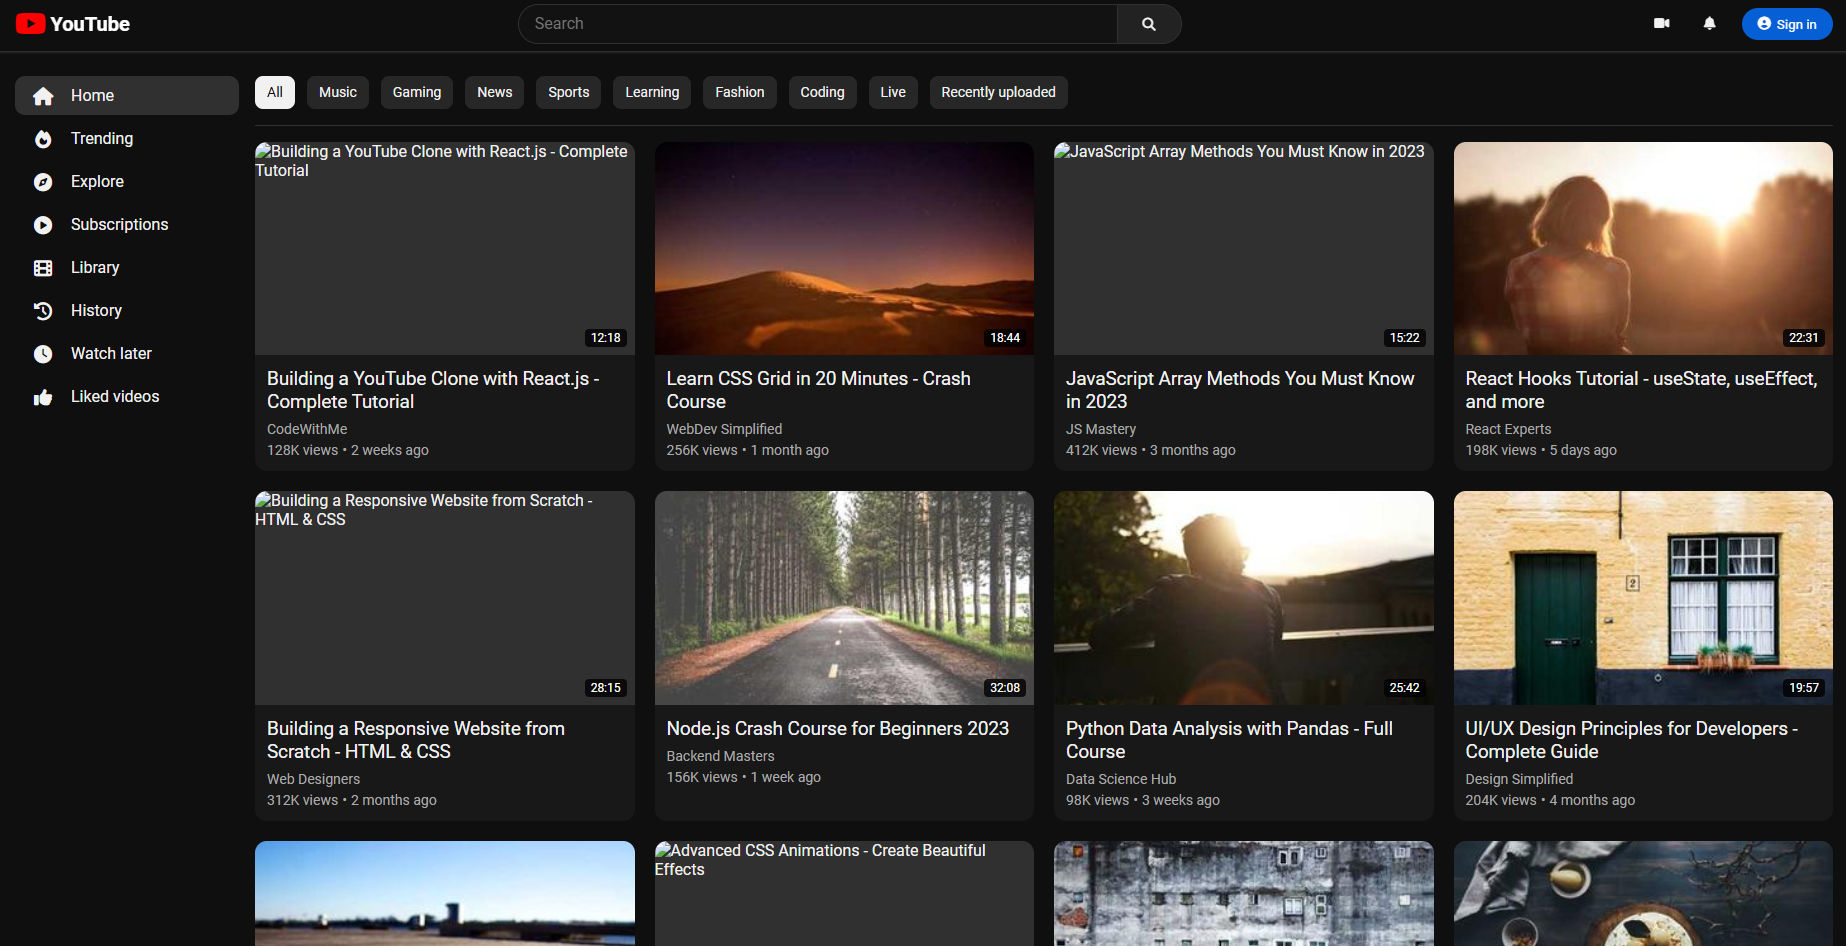 YouTube
Search
Sign in
Home
Trending
Explore
Subscriptions
Library
History
Watch later
Liked videos
All
Music
Gaming
News
Sports
Learning
Fashion
Coding
Live
Recently uploaded
Building a YouTube Clone with React.js - Complete
Tutorial
12:18
Building a YouTube Clone with React.js -
Complete Tutorial
CodeWithMe
128K views • 2 weeks ago
18:44
Learn CSS Grid in 20 Minutes - Crash
Course
WebDev Simplified
256K views • 1 month ago
JavaScript Array Methods You Must Know in 2023
15:22
JavaScript Array Methods You Must Know
in 2023
JS Mastery
412K views • 3 months ago
22:31
React Hooks Tutorial - useState, useEffect,
and more
React Experts
198K views • 5 days ago
Building a Responsive Website from Scratch -
HTML & CSS
28:15
Building a Responsive Website from
Scratch - HTML & CSS
Web Designers
312K views • 2 months ago
32:08
Node.js Crash Course for Beginners 2023
Backend Masters
156K views • 1 week ago
25:42
Python Data Analysis with Pandas - Full
Course
Data Science Hub
98K views • 3 weeks ago
2
19:57
UI/UX Design Principles for Developers -
Complete Guide
Design Simplified
204K views • 4 months ago
Advanced CSS Animations - Create Beautiful
Effects